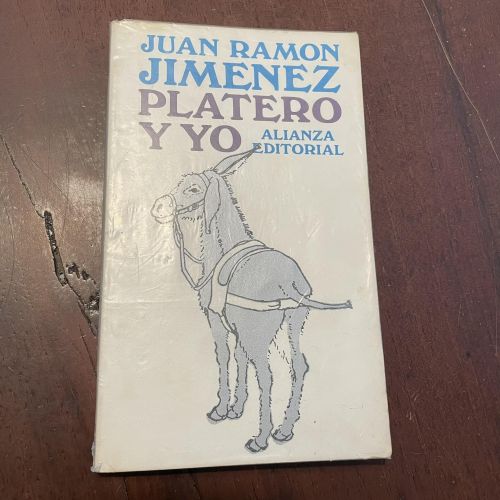 JUAN RAMON
JIMENEZ
PLATERO
Y YO
ALIANZA
EDITORIAL